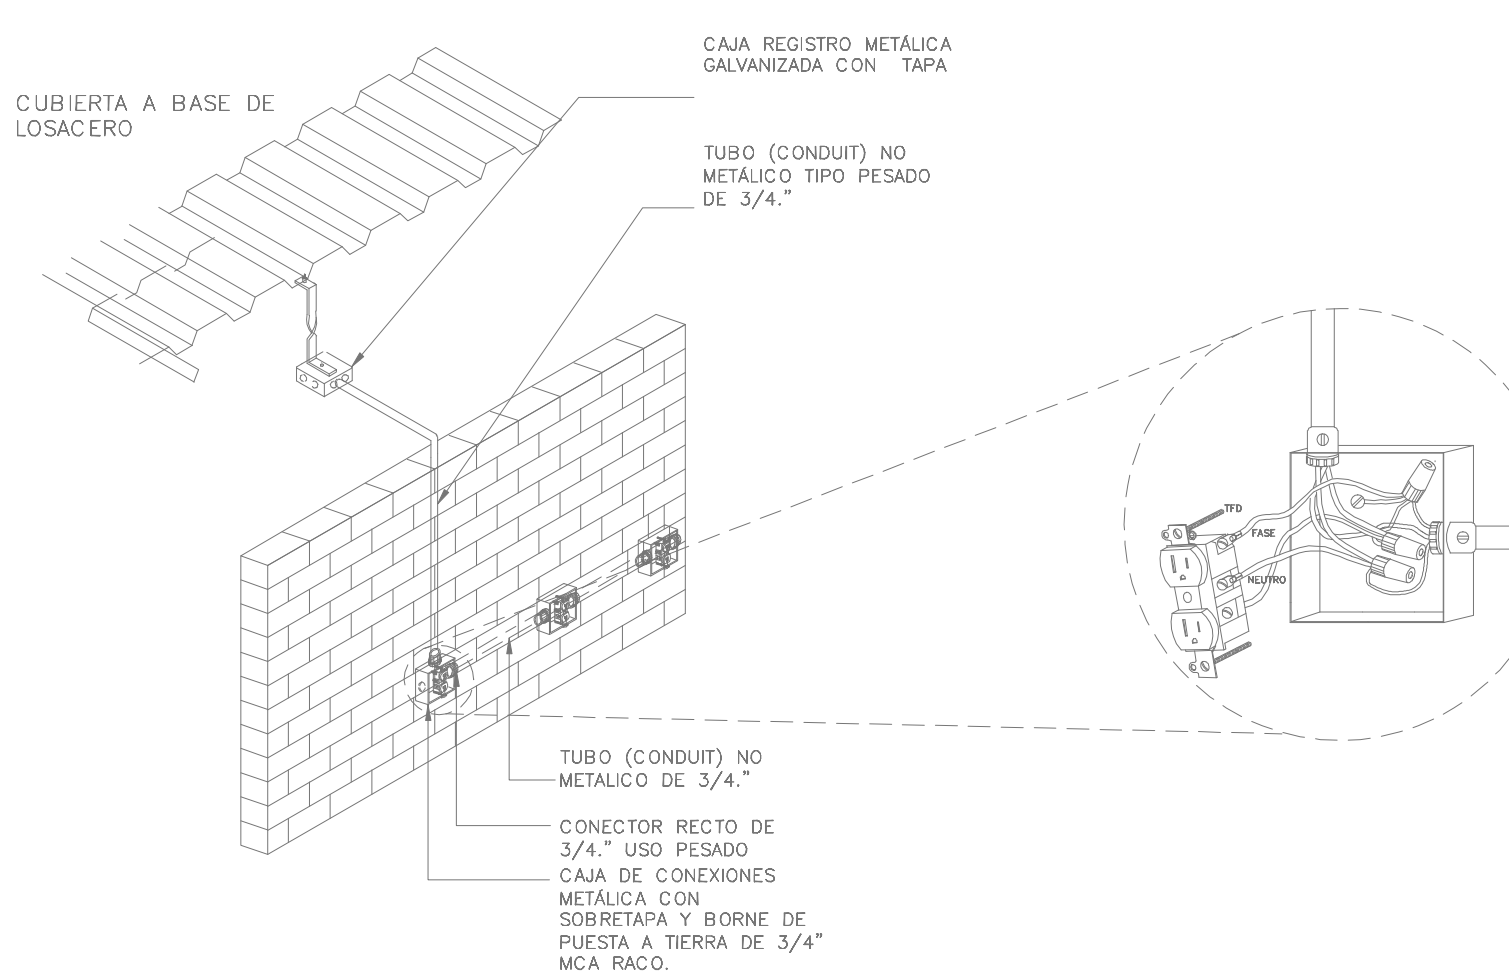 CAJA REGISTRO METÁLICA
GALVANIZADA CON TAPA
CUBIERTA A BASE DE
LOSACERO
TUBO (CONDUIT) NO
METÁLICO TIPO PESADO
DE 3/4.”
TFD
FASE
NEUTRO
TUBO (CONDUIT) NO
METALICO DE 3/4.”
CONECTOR RECTO DE
3/4.” USO PESADO
CAJA DE CONEXIONES
METÁLICA CON
SOBRETAPA Y BORNE DE
PUESTA A TIERRA DE 3/4”
MCA RACO.